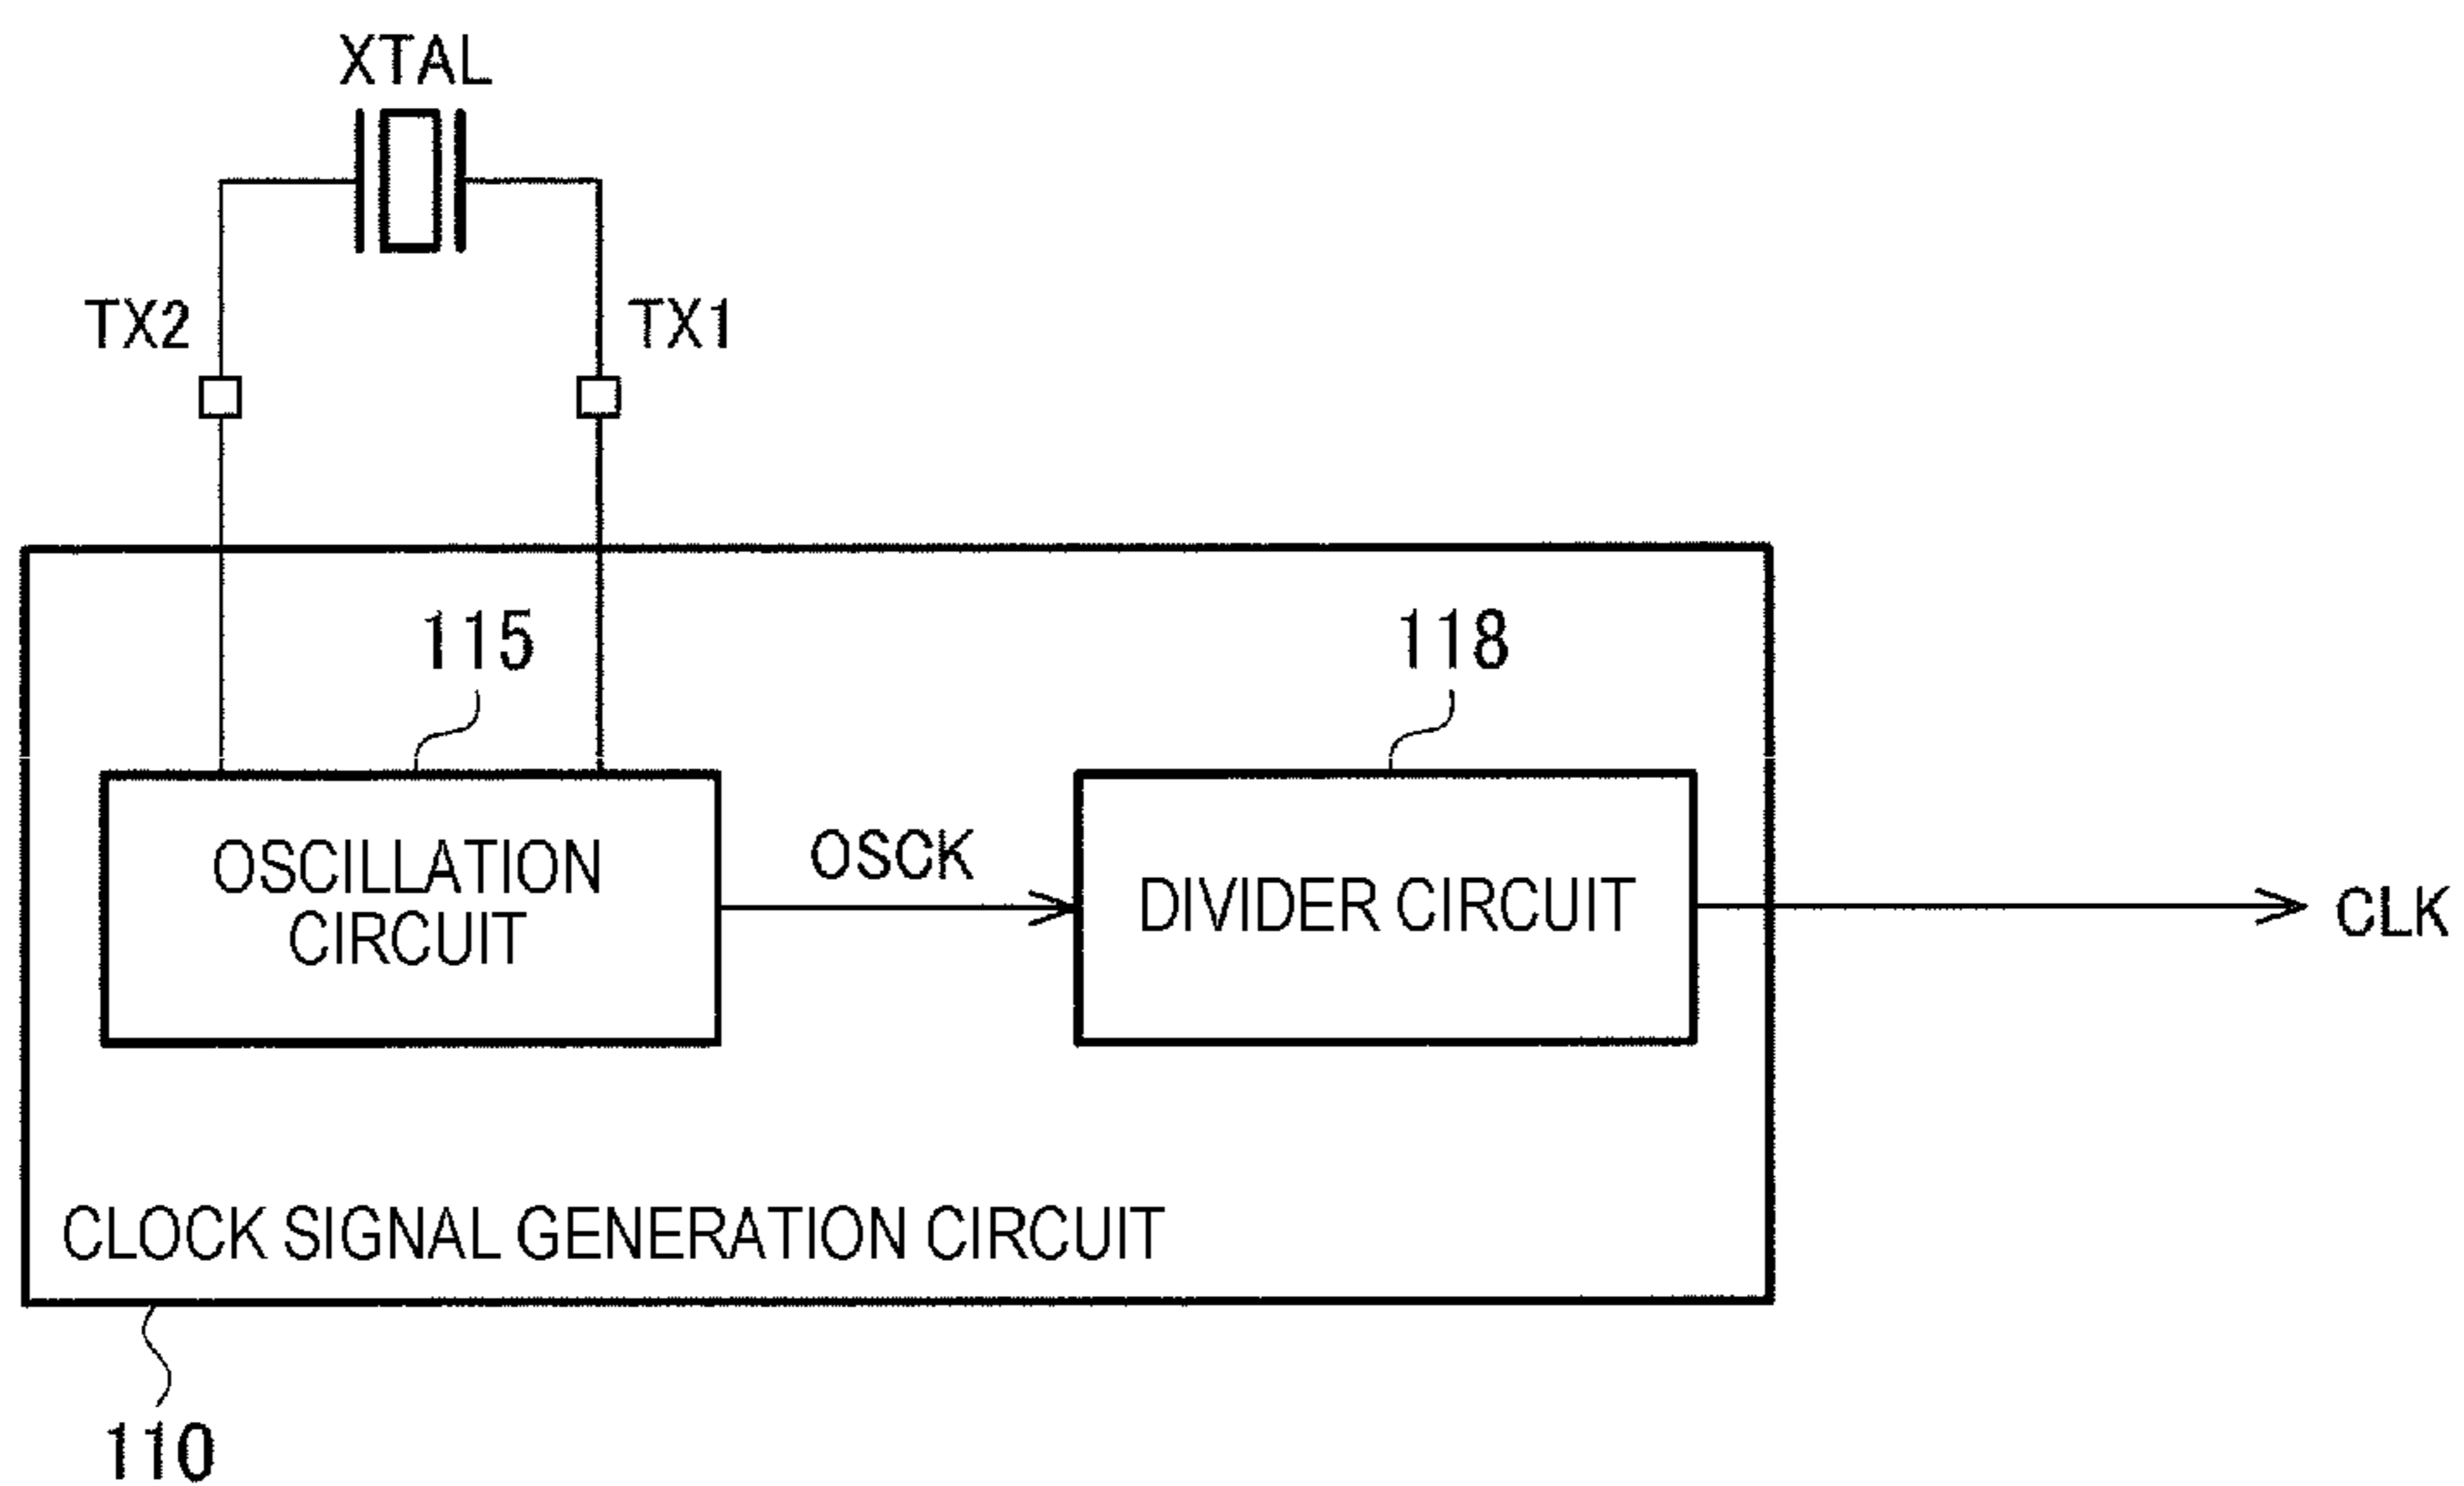 XTAL
TX2
TX1
115
118
OSCILLATION
CIRCUIT
OSCK
DIVIDER CIRCUIT
CLK
CLOCK SIGNAL GENERATION CIRCUIT
110